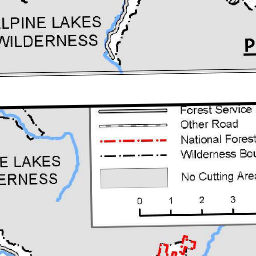 ALPINE LAKES
WILDERNESS
P
Forest Service
Other Road
National Forest
Wilderness Bou
No Cutting Area
E LAKES
ERNESS
0 1 2 3